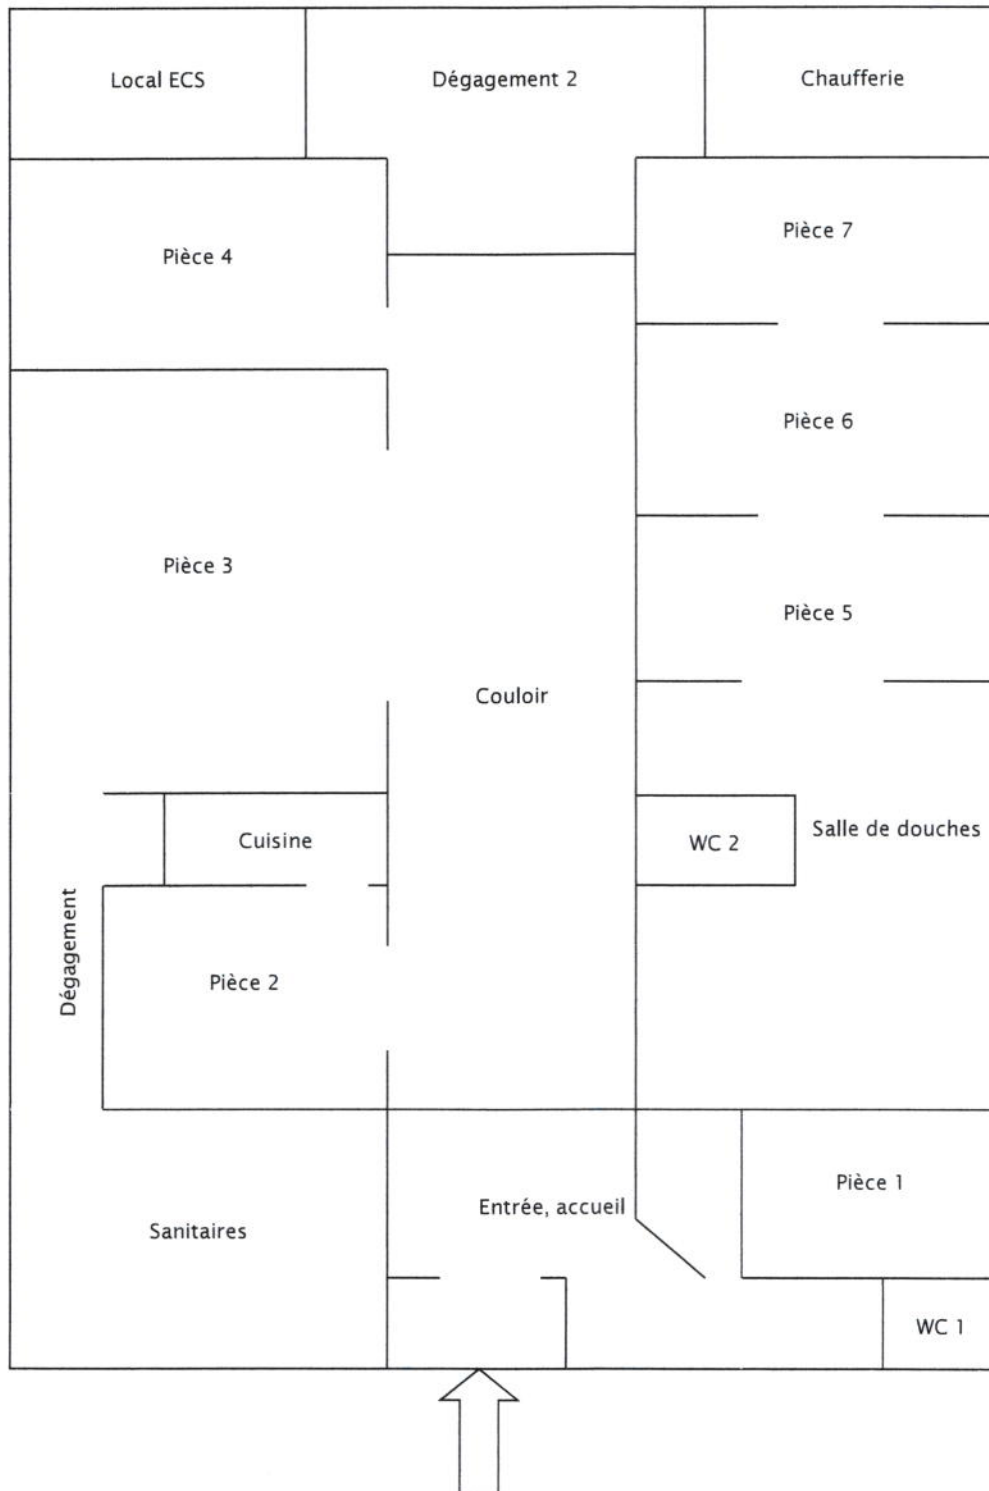 Local ECS
Dégagement 2
Chaufferie
Pièce 4
Pièce 7
Pièce 6
Pièce 3
Pièce 5
Couloir
Cuisine
WC 2
Salle de douches
Dégagement
Pièce 2
Pièce 1
Entrée, accueil
Sanitaires
WC 1